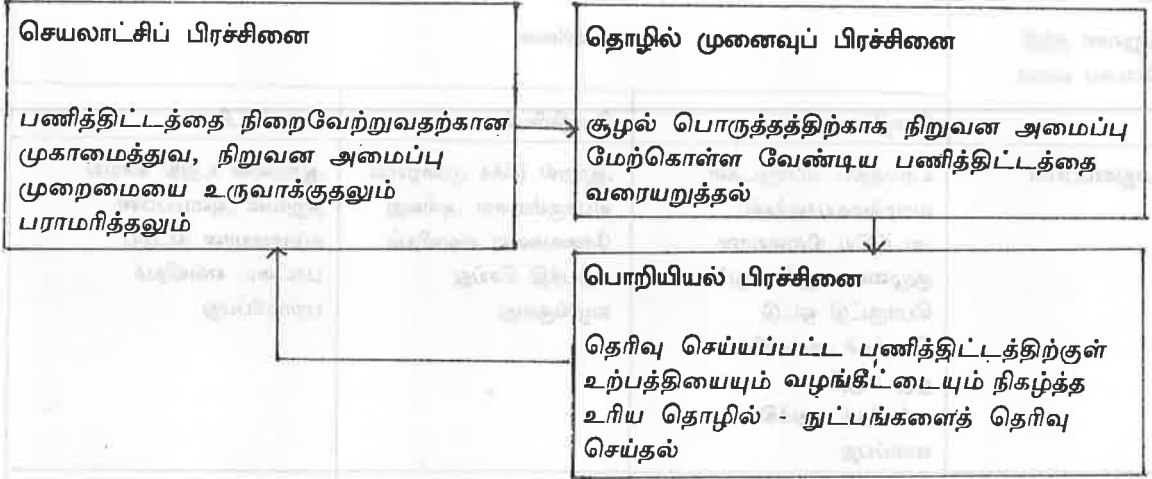 செயலாட்சிப் பிரச்சினை
பணித்திட்டத்தை நிறைவேற்றுவதற்கான
முகாமைத்துவ, நிறுவன அமைப்பு
முறைமையை உருவாக்குதலும்
பராமரித்தலும்
தொழில் முனைவுப் பிரச்சினை
சூழல் பொருத்தத்திற்காக நிறுவன அமைப்பு
மேற்கொள்ள வேண்டிய பணித்திட்டத்தை
வரையறுத்தல்
பொறியியல் பிரச்சினை
தெரிவு செய்யப்பட்ட பணித்திட்டத்திற்குள்
உற்பத்தியையும் வழங்கீட்டையும் நிகழ்த்த
உரிய தொழில் - நுட்பங்களைத் தெரிவு
செய்தல்